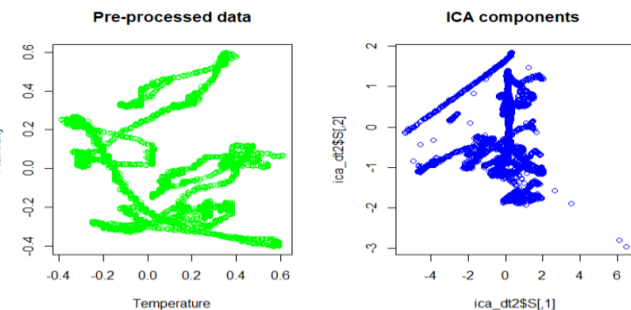 Pre-processed data
0.6
0.4
0.2
0.0
-0.2
-0.4
-0.4 -0.2 0.0 0.2 0.4 0.6
Temperature
ICA components
ica_dt2$S[,2]
2
1
0
-1
-2
-3
-4 -2 0 2 4 6
ica_dt2$S[,1]